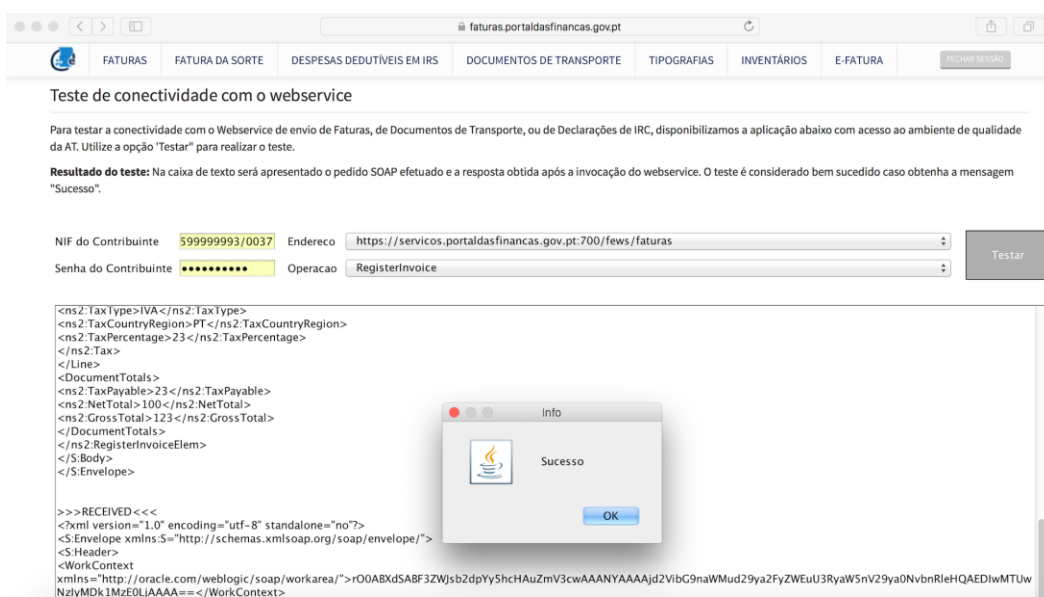 faturas.portaldasfinancas.gov.pt
FATURAS FATURA DA SORTE DESPESAS DEDUTÍVEIS EM IRS DOCUMENTOS DE TRANSPORTE TIPOGRAFIAS INVENTÁRIOS E-FATURA FECHAR SESSÃO
Teste de conectividade com o webservice
Para testar a conectividade com o Webservice de envio de Faturas, de Documentos de Transporte, ou de Declarações de IRC, disponibilizamos a aplicação abaixo com acesso ao ambiente de qualidade
da AT. Utilize a opção 'Testar" para realizar o teste.
Resultado do teste: Na caixa de texto será apresentado o pedido SOAP efetuado e a resposta obtida após a invocação do webservice. O teste é considerado bem sucedido caso obtenha a mensagem
"Sucesso".
NIF do Contribuinte 599999993/0037 Endereco https://servicos.portaldasfinancas.gov.pt:700/fews/faturas
Testar
Senha do Contribuinte •••••••••• Operacao RegisterInvoice
<ns2:TaxType>IVA</ns2:TaxType>
<ns2:TaxCountryRegion>PT</ns2:TaxCountryRegion>
<ns2:TaxPercentage>23</ns2:TaxPercentage>
</ns2:Tax>
</Line>
<DocumentTotals>
<ns2:TaxPayable>23</ns2:TaxPayable>
<ns2:NetTotal>100</ns2:NetTotal>
<ns2:GrossTotal>123</ns2:GrossTotal>
</DocumentTotals>
</ns2:RegisterInvoiceElem>
</S:Body>
</S:Envelope>
Info
Sucesso
OK
>>>RECEIVED<<<
<?xml version="1.0" encoding="utf-8" standalone="no"?>
<S:Envelope xmlns:S="http://schemas.xmlsoap.org/soap/envelope/">
<S:Header>
<WorkContext